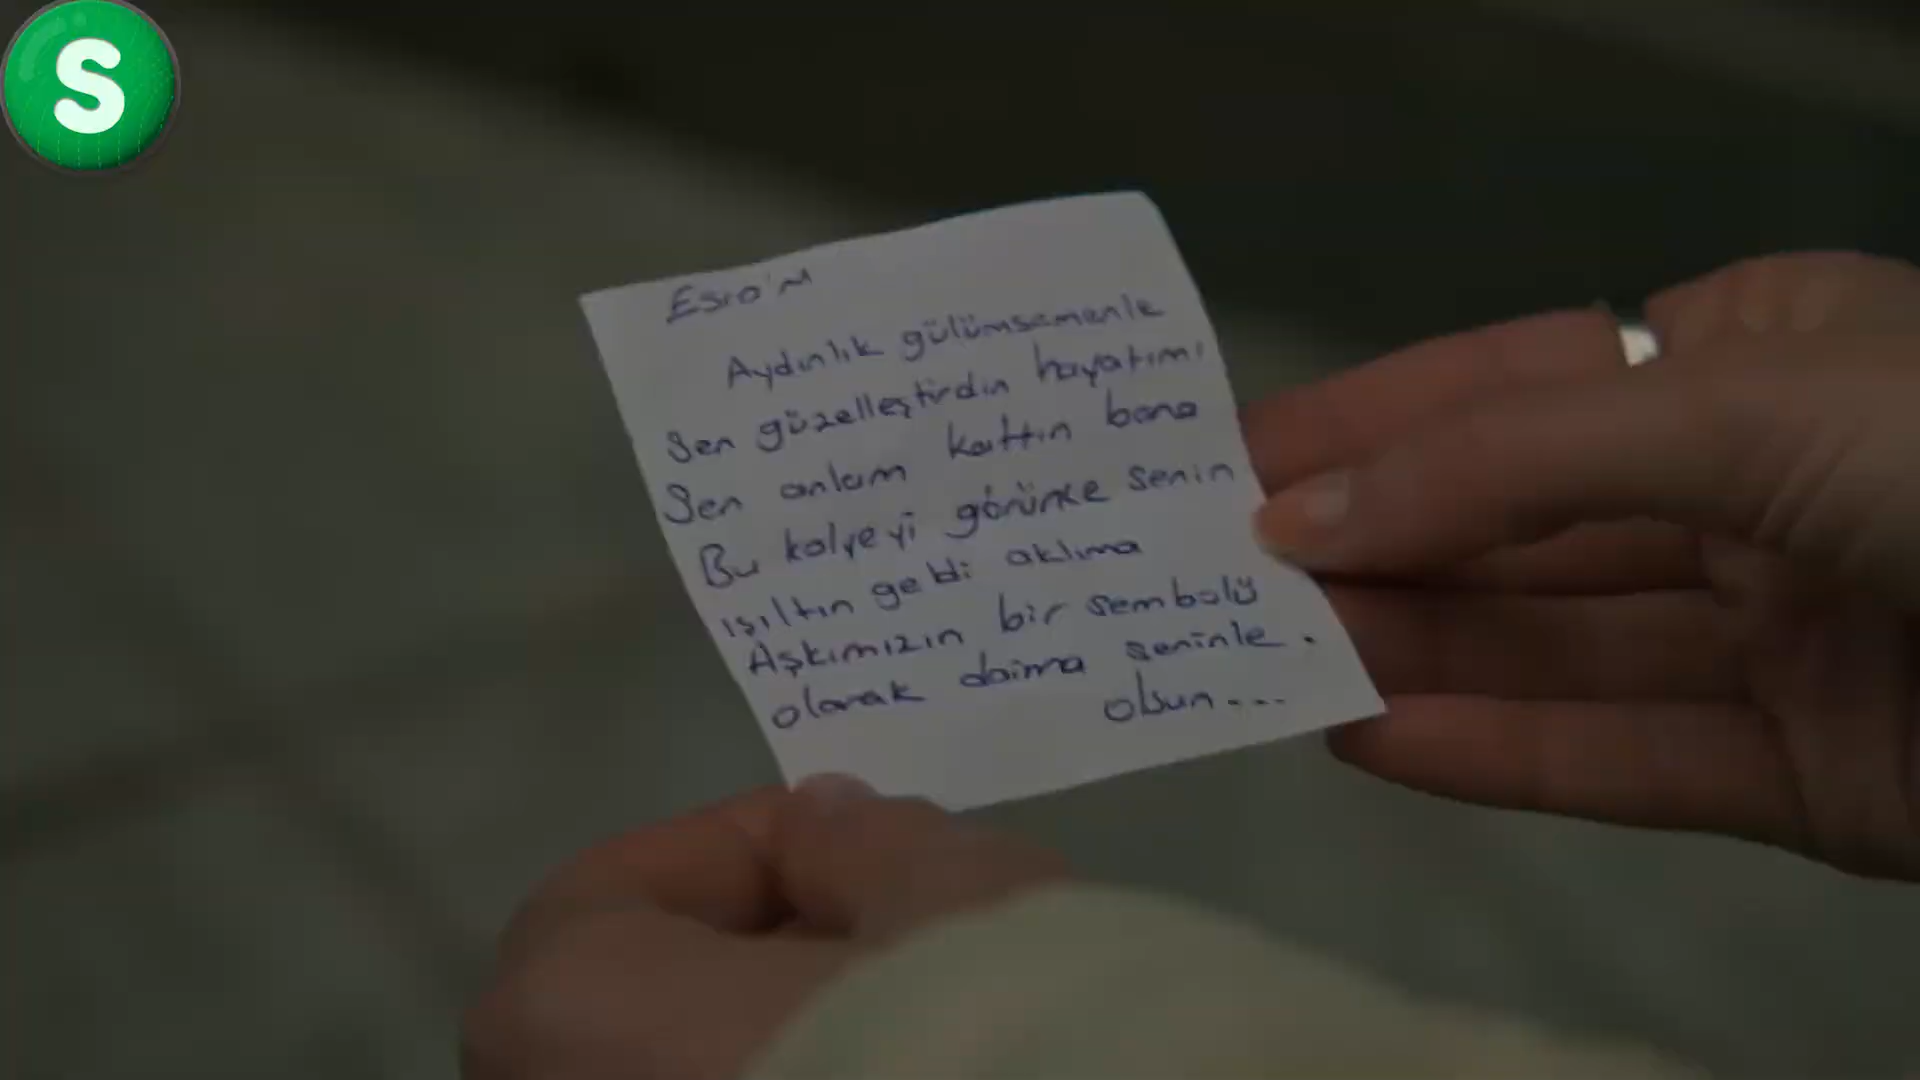 S
Esra'm
Aydınlık gülümsemenle
Sen güzelleştirdin hayatımı
Sen anlam kattın bana
Bu kolyeyi görünce senin
ışıltın geldi aklıma
Aşkımızın bir sembolü
olarak daima seninle.
olsun...